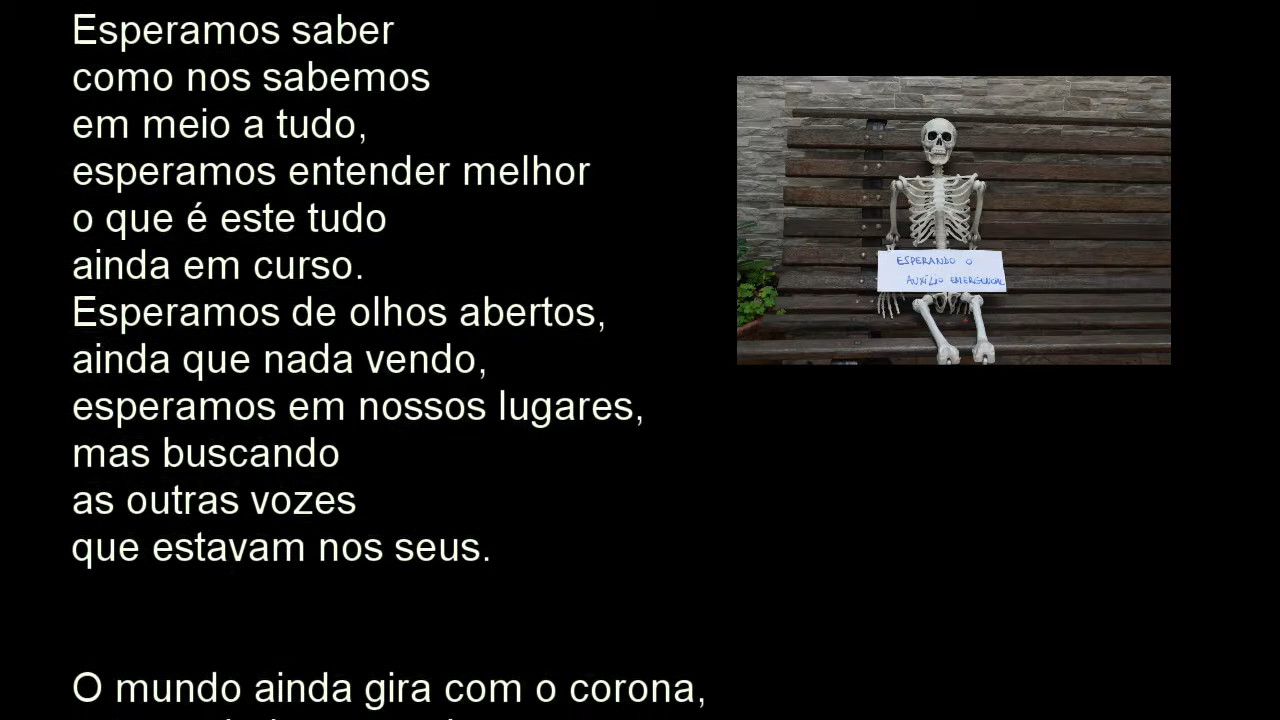 Esperamos saber
como nos sabemos
em meio a tudo,
esperamos entender melhor
o que é este tudo
ainda em curso.
Esperamos de olhos abertos,
ainda que nada vendo,
esperamos em nossos lugares,
mas buscando
as outras vozes
que estavam nos seus.
O mundo ainda gira com o corona,
ESPERANDO O
AUXÍLIO EMERGENCIAL